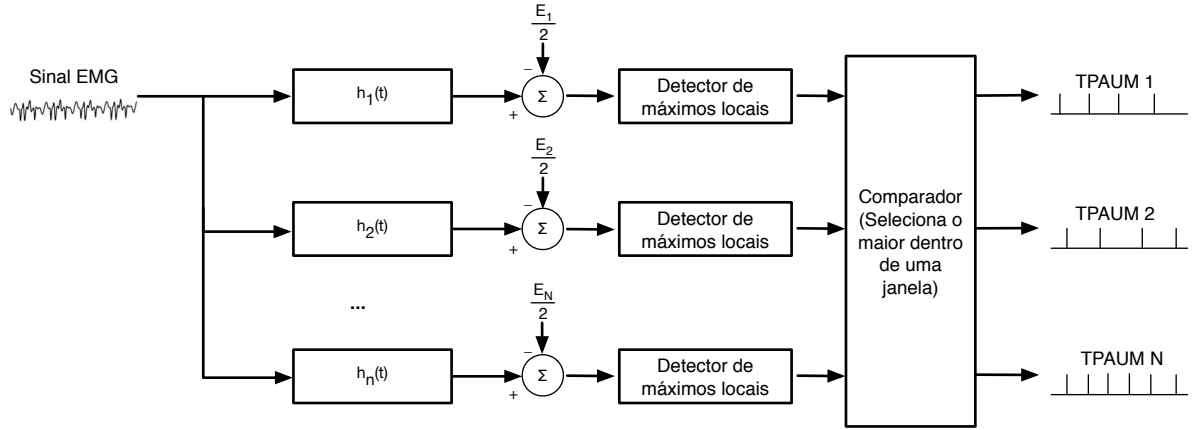 Sinal EMG
h1(t)
E1
2
−
+
Σ
Detector de
máximos locais
TPAUM 1
h2(t)
E2
2
−
+
Σ
Detector de
máximos locais
Comparador
(Seleciona o
maior dentro
de uma
janela)
TPAUM 2
...
hn(t)
EN
2
−
+
Σ
Detector de
máximos locais
TPAUM N